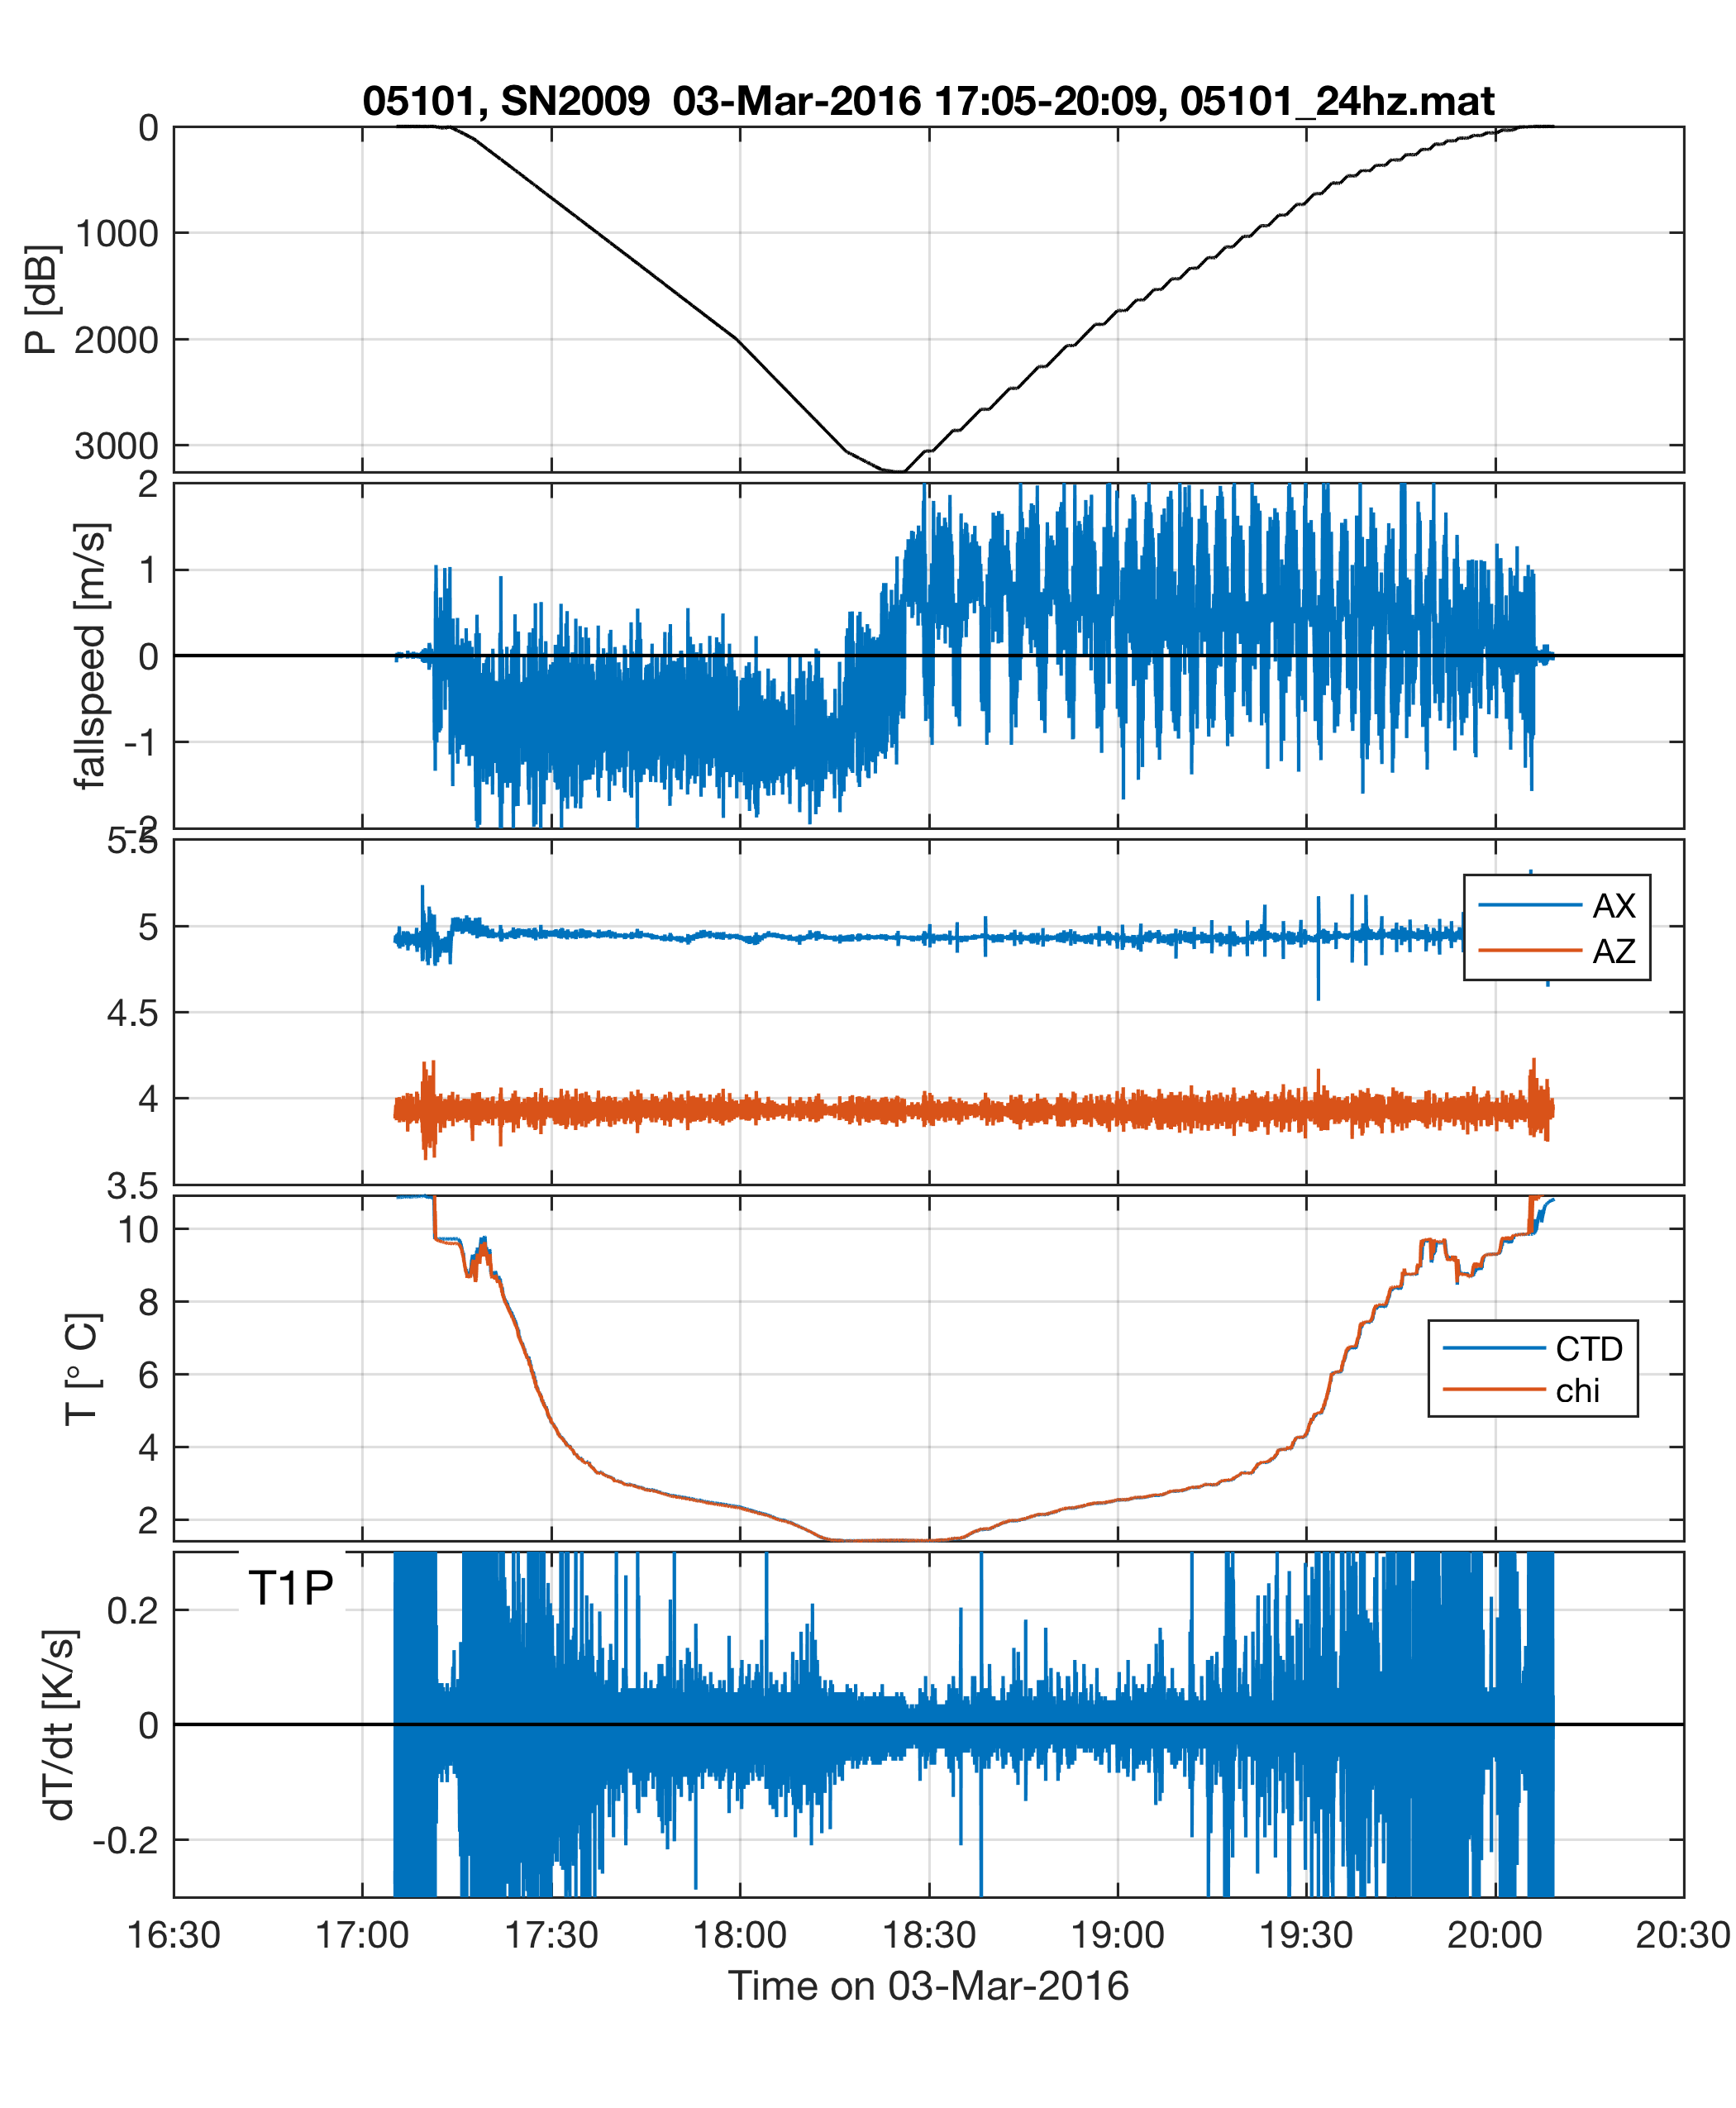 05101, SN2009  03-Mar-2016 17:05-20:09, 05101_24hz.mat
0
1000
2000
3000
P [dB]
2
1
0
-1
-2
fallspeed [m/s]
5.5
5
4.5
4
3.5
AX
AZ
10
8
6
4
2
T [° C]
CTD
chi
T1P
0.2
0
-0.2
dT/dt [K/s]
16:30 17:00 17:30 18:00 18:30 19:00 19:30 20:00 20:30
Time on 03-Mar-2016